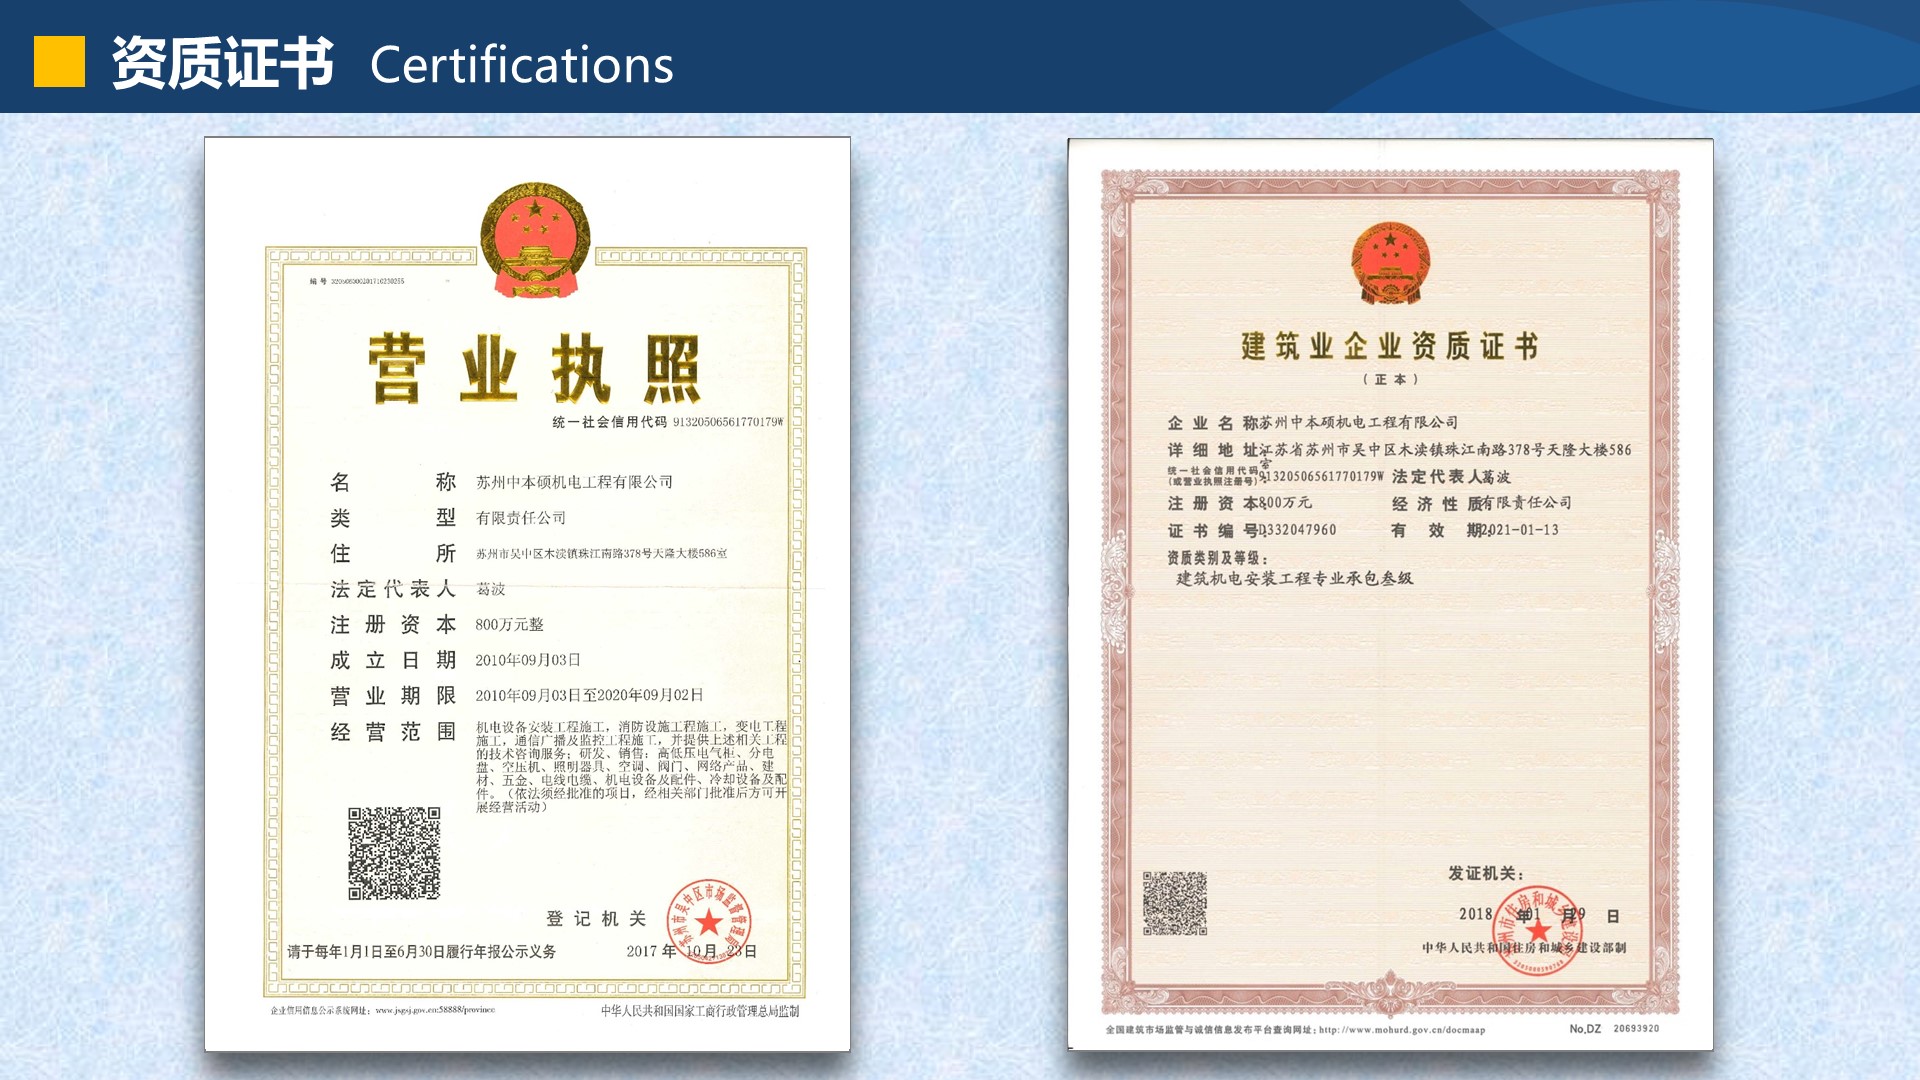 资质证书 Certifications
编号 320506000201710230255
营业执照
统一社会信用代码 91320506561770179W
名称 苏州中本硕机电工程有限公司
类型 有限责任公司
住所 苏州市吴中区木渎镇珠江南路378号天隆大楼586室
法定代表人 葛波
注册资本 800万元整
成立日期 2010年09月03日
营业期限 2010年09月03日至2020年09月02日
经营范围 机电设备安装工程施工，消防设施工程施工，变电工程
施工，通信广播及监控工程施工，并提供上述相关工程
的技术咨询服务；研发、销售：高低压电气柜、分电
盘、空压机、照明器具、空调、阀门、网络产品、建
材、五金、电线电缆、机电设备及配件、冷却设备及配
件。（依法须经批准的项目，经相关部门批准后方可开
展经营活动）
登记机关
请于每年1月1日至6月30日履行年报公示义务 2017年10月23日
企业信用信息公示系统网址：www.jsgsj.gov.cn:58888/province
中华人民共和国国家工商行政管理总局监制
建筑业企业资质证书
（正本）
企业名称 苏州中本硕机电工程有限公司
详细地址 江苏省苏州市吴中区木渎镇珠江南路378号天隆大楼586
室
统一社会信用代码
(或营业执照注册号) 91320506561770179W 法定代表人 葛波
注册资本 800万元 经济性质 有限责任公司
证书编号 D332047960 有效期 2021-01-13
资质类别及等级：
建筑机电安装工程专业承包叁级
发证机关：
2018年01月29日
中华人民共和国住房和城乡建设部制
全国建筑市场监管与诚信信息发布平台查询网址：http://www.mohurd.gov.cn/docmaap
No.DZ 20693920